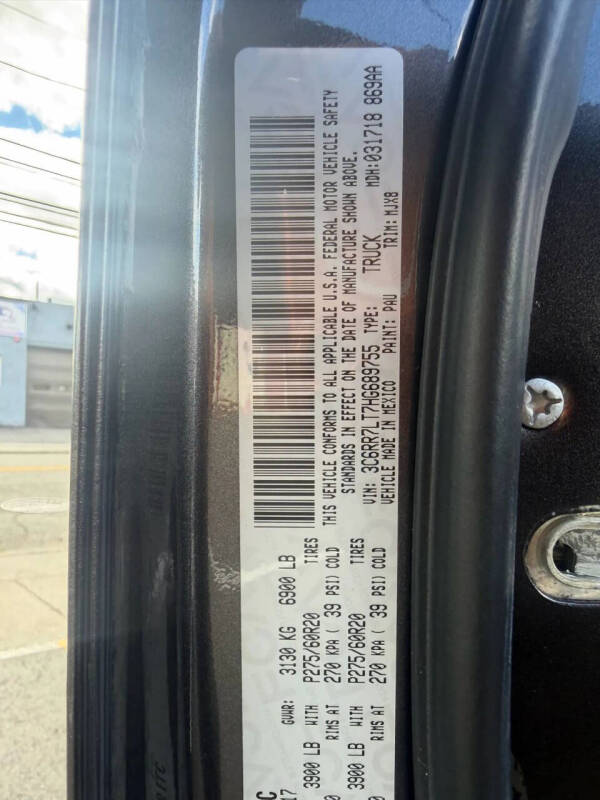 C GVWR: 3130 KG 6900 LB
17
3900 LB WITH P275/60R20 TIRES
0 RIMS AT 270 KPA ( 39 PSI) COLD
3900 LB WITH P275/60R20 TIRES
0 RIMS AT 270 KPA ( 39 PSI) COLD
THIS VEHICLE CONFORMS TO ALL APPLICABLE U.S.A. FEDERAL MOTOR VEHICLE SAFETY
STANDARDS IN EFFECT ON THE DATE OF MANUFACTURE SHOWN ABOVE.
VIN: 3C6RR7LT7HG689755 TYPE: TRUCK MDH:031718 869AA
VEHICLE MADE IN MEXICO PAINT: PAU TRIM: MJX8